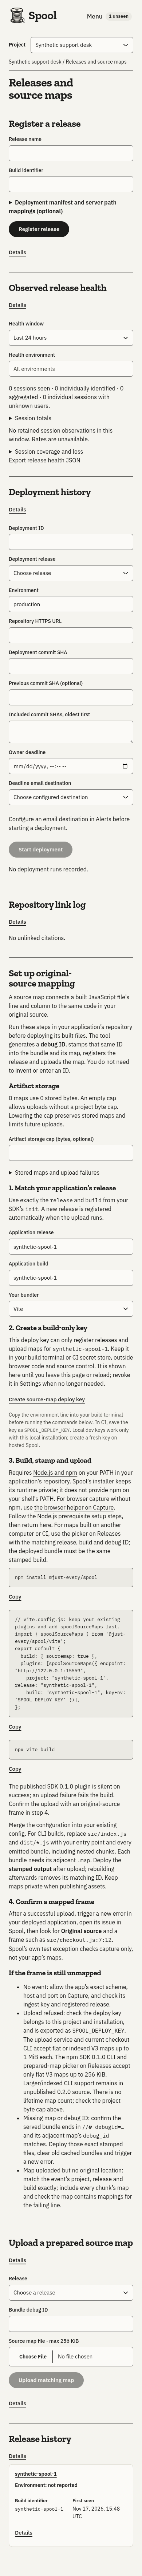 Spool
Menu
1 unseen
Project
Synthetic support desk
Synthetic support desk / Releases and source maps
Releases and
source maps
Register a release
Release name
Build identifier
Deployment manifest and server path
mappings (optional)
Register release
Details
Observed release health
Details
Health window
Last 24 hours
Health environment
All environments
0 sessions seen · 0 individually identified · 0
aggregated · 0 individual sessions with
unknown users.
Session totals
No retained session observations in this
window. Rates are unavailable.
Session coverage and loss
Export release health JSON
Deployment history
Details
Deployment ID
Deployment release
Choose release
Environment
production
Repository HTTPS URL
Deployment commit SHA
Previous commit SHA (optional)
Included commit SHAs, oldest first
Owner deadline
mm/dd/yyyy, --:-- --
Deadline email destination
Choose configured destination
Configure an email destination in Alerts before
starting a deployment.
Start deployment
No deployment runs recorded.
Repository link log
Details
No unlinked citations.
Set up original-
source mapping
A source map connects a built JavaScript file's
line and column to the code in your
original source.
Run these steps in your application's repository
before deploying its built files. The tool
generates a debug ID, stamps that same ID
into the bundle and its map, registers the
release and uploads the map. You do not need
to invent or enter an ID.
Artifact storage
0 maps use 0 stored bytes. An empty cap
allows uploads without a project byte cap.
Lowering the cap preserves stored maps and
limits future uploads.
Artifact storage cap (bytes, optional)
Stored maps and upload failures
1. Match your application's release
Use exactly the release and build from your
SDK's init. A new release is registered
automatically when the upload runs.
Application release
synthetic-spool-1
Application build
synthetic-spool-1
Your bundler
Vite
2. Create a build-only key
This deploy key can only register releases and
upload maps for synthetic-spool-1. Keep it
in your build terminal or CI secret store, outside
source code and source control. It is shown
here until you leave this page or reload; revoke
it in Settings when no longer needed.
Create source-map deploy key
Copy the environment line into your build terminal
before running the commands below. In CI, save the
key as SPOOL_DEPLOY_KEY. Local dev keys work only
with this local installation; create a fresh key on
hosted Spool.
3. Build, stamp and upload
Requires Node.js and npm on your PATH in your
application's repository. Spool's installer keeps
its runtime private; it does not provide npm on
your shell's PATH. For browser capture without
npm, use the browser helper on Capture.
Follow the Node.js prerequisite setup steps,
then return here. For maps built on another
computer or CI, use the picker on Releases
with the matching release, build and debug ID;
the deployed bundle must be the same
stamped build.
npm install @just-every/spool
Copy
// vite.config.js: keep your existing
plugins and add spoolSourceMaps last.
import { spoolSourceMaps } from '@just-
every/spool/vite';
export default {
build: { sourcemap: true },
plugins: [spoolSourceMaps({ endpoint:
"http://127.0.0.1:15559",
project: "synthetic-spool-1",
release: "synthetic-spool-1",
build: "synthetic-spool-1", keyEnv:
'SPOOL_DEPLOY_KEY' })],
};
Copy
npx vite build
Copy
The published SDK 0.1.0 plugin is silent on
success; an upload failure fails the build.
Confirm the upload with an original-source
frame in step 4.
Merge the configuration into your existing
config. For CLI builds, replace src/index.js and
dist/*.js with your entry point and every
emitted bundle, including nested chunks. Each
bundle needs its adjacent .map. Deploy the
stamped output after upload; rebuilding
afterwards removes its matching ID. Keep
maps private when publishing assets.
4. Confirm a mapped frame
After a successful upload, trigger a new error in
your deployed application, open its issue in
Spool, then look for Original source and a
frame such as src/checkout.js:7:12.
Spool's own test exception checks capture only,
not your app's maps.
If the frame is still unmapped
No event: allow the app's exact scheme,
host and port on Capture, and check its
ingest key and registered release.
Upload refused: check the deploy key
belongs to this project and installation,
and is exported as SPOOL_DEPLOY_KEY.
The upload service and current checkout
CLI accept flat or indexed V3 maps up to
1 MiB each. The npm SDK 0.1.0 CLI and
prepared-map picker on Releases accept
only flat V3 maps up to 256 KiB.
Larger/indexed CLI support remains in
unpublished 0.2.0 source. There is no
lifetime map count; check the project
byte cap above.
Missing map or debug ID: confirm the
served bundle ends in //# debugId=…
and its adjacent map's debug_id
matches. Deploy those exact stamped
files, clear old cached bundles and trigger
a new error.
Map uploaded but no original location:
match the event's project, release and
build exactly; include every chunk's map
and check that it contains mappings for
the failing line.
Upload a prepared source map
Details
Release
Choose a release
Bundle debug ID
Source map file · max 256 KiB
Choose File
No file chosen
Upload matching map
Details
Release history
Details
synthetic-spool-1
Environment: not reported
Build identifier
First seen
synthetic-spool-1
Nov 17, 2026, 15:48
UTC
Details